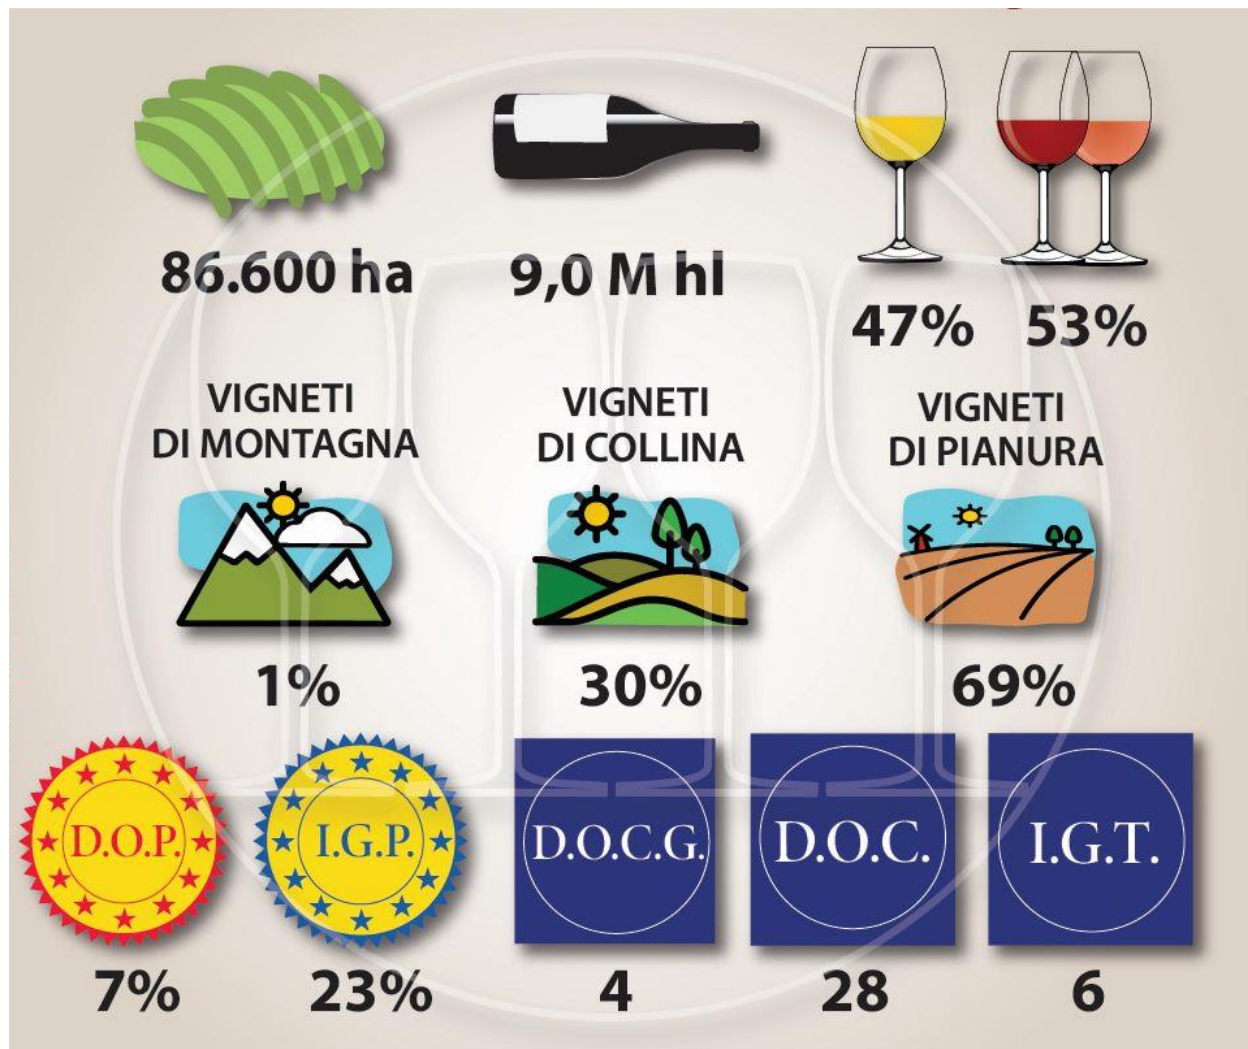 86.600 ha
9,0 M hl
47%
53%
VIGNETI
DI MONTAGNA
VIGNETI
DI COLLINA
VIGNETI
DI PIANURA
1%
30%
69%
D.O.P.
I.G.P.
D.O.C.G.
D.O.C.
I.G.T.
7%
23%
4
28
6